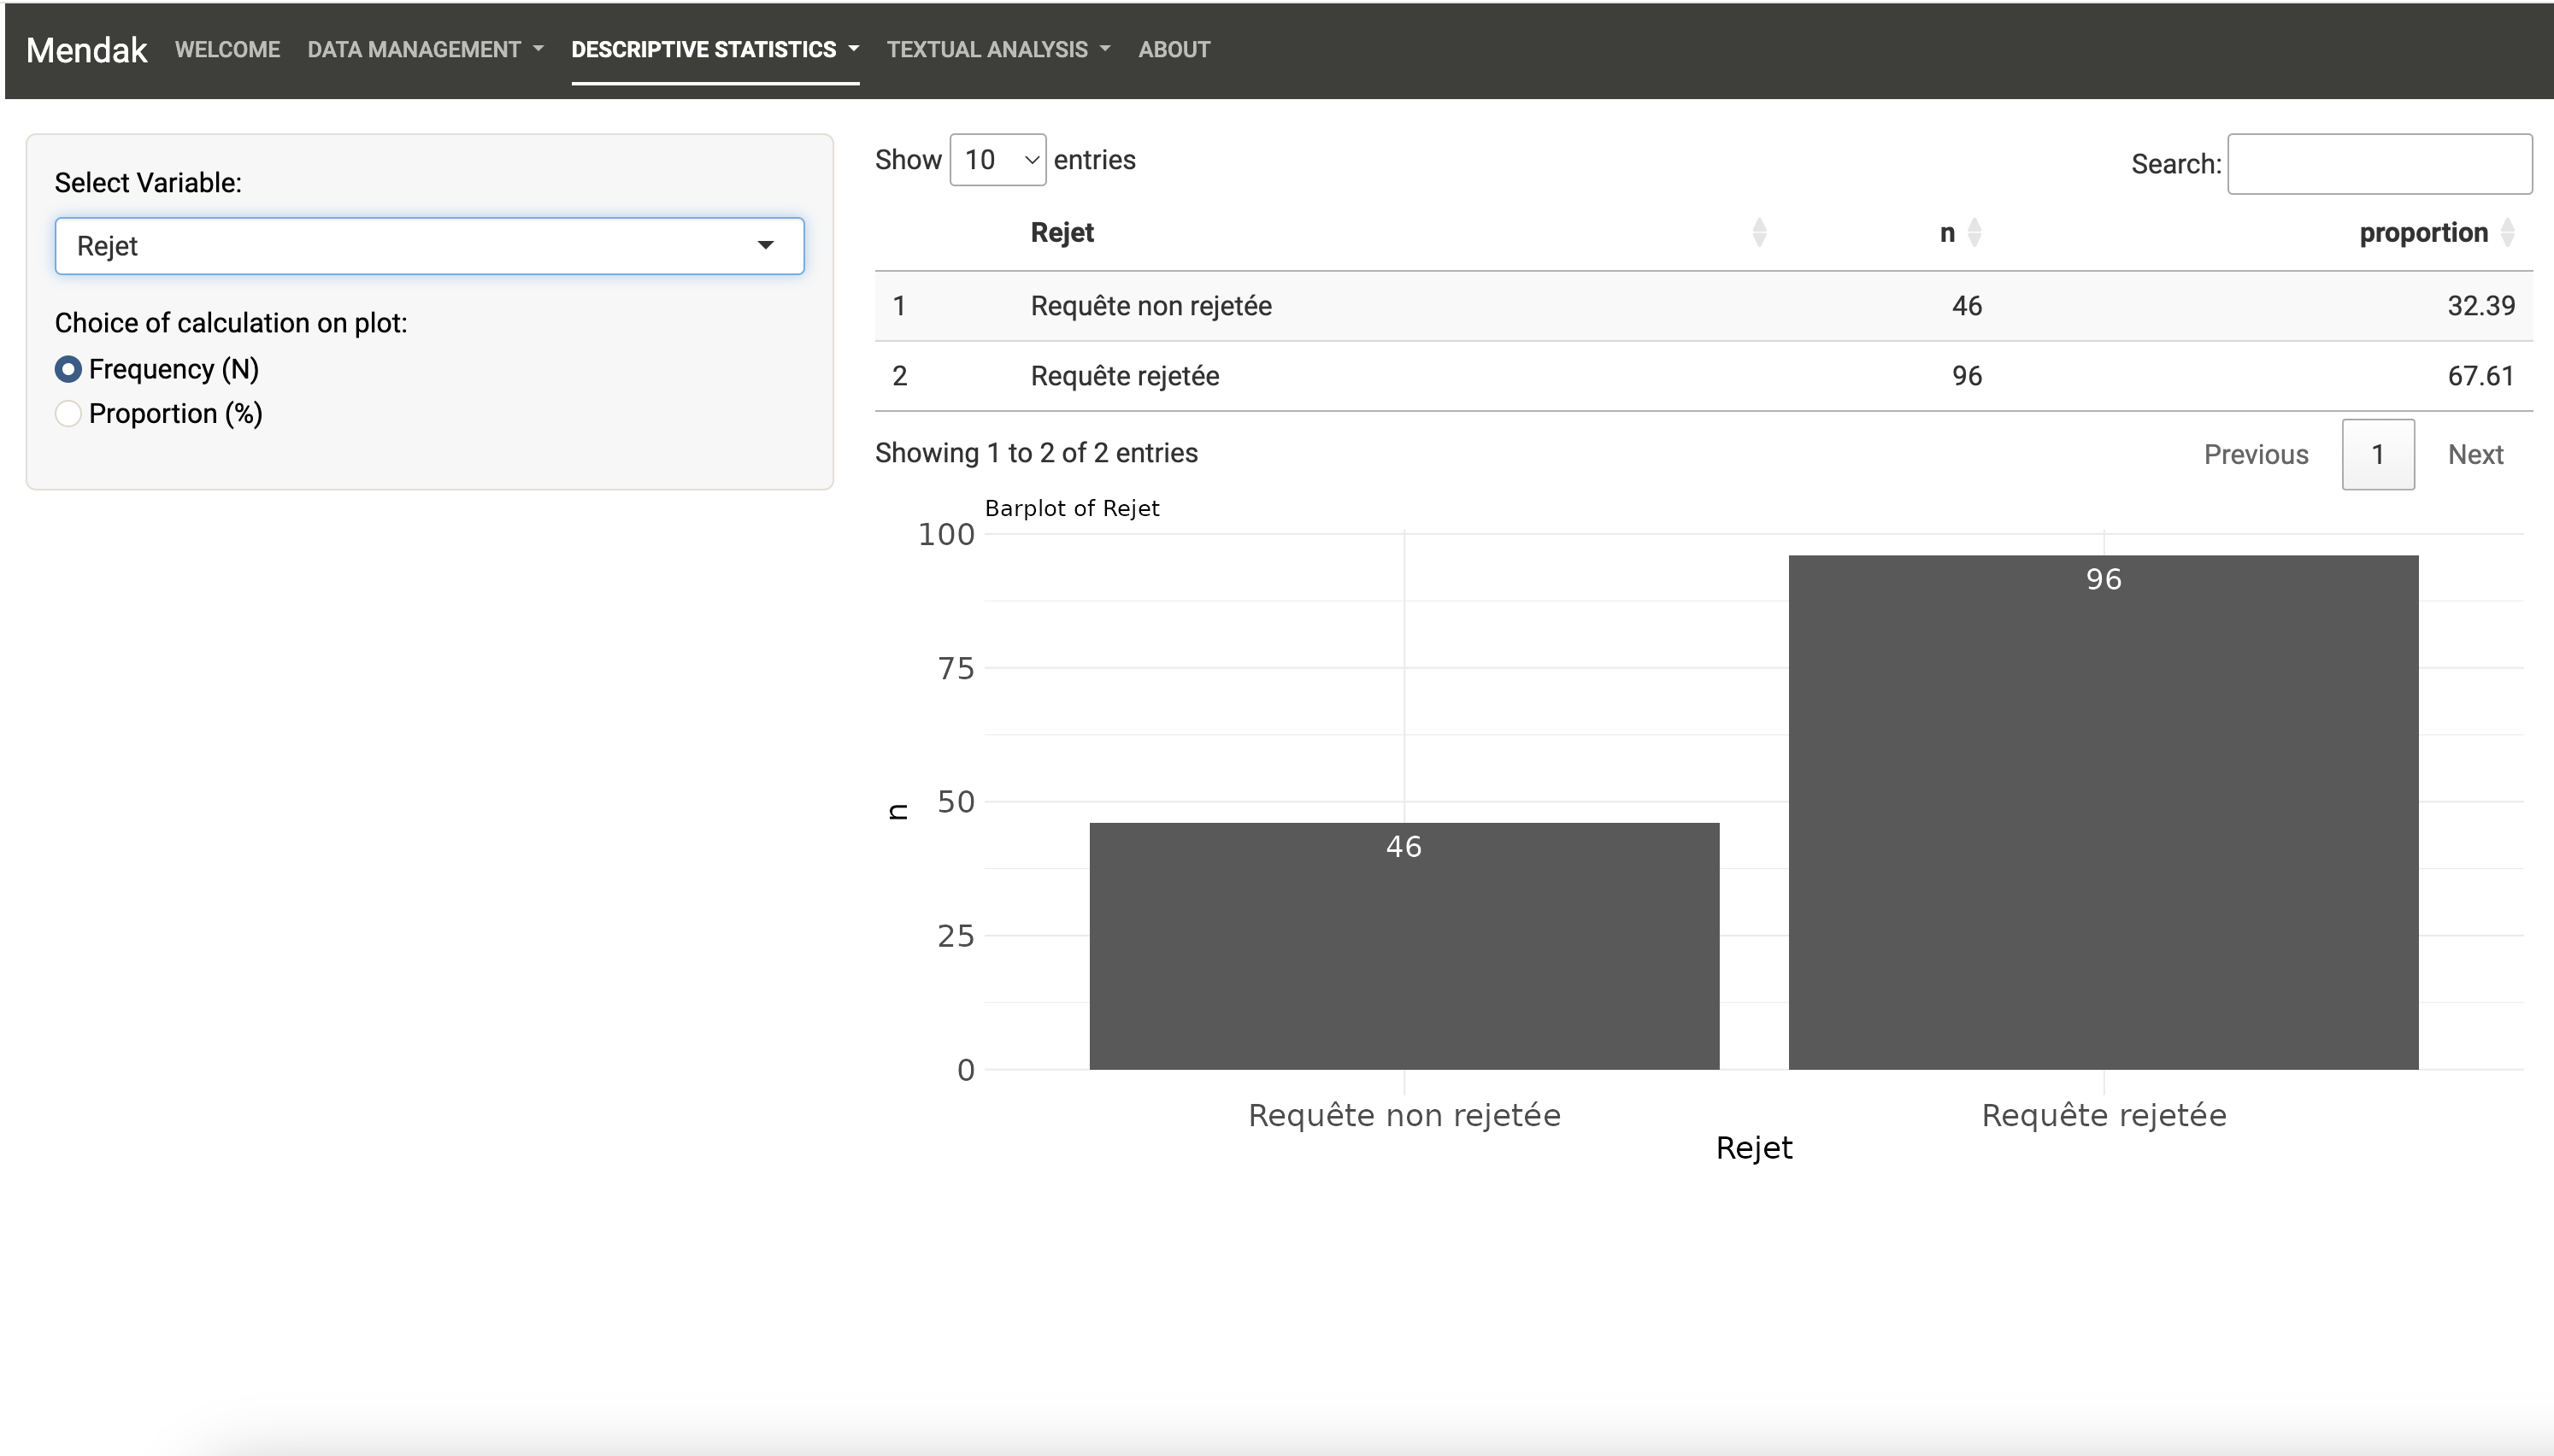 Mendak WELCOME DATA MANAGEMENT DESCRIPTIVE STATISTICS TEXTUAL ANALYSIS ABOUT
Select Variable:
Rejet
Choice of calculation on plot:
Frequency (N)
Proportion (%)
Show 10 entries
Search:
Rejet n proportion
1 Requête non rejetée 46 32.39
2 Requête rejetée 96 67.61
Showing 1 to 2 of 2 entries
Previous 1 Next
Barplot of Rejet
100
75
50
25
0
n
46
96
Requête non rejetée Requête rejetée
Rejet